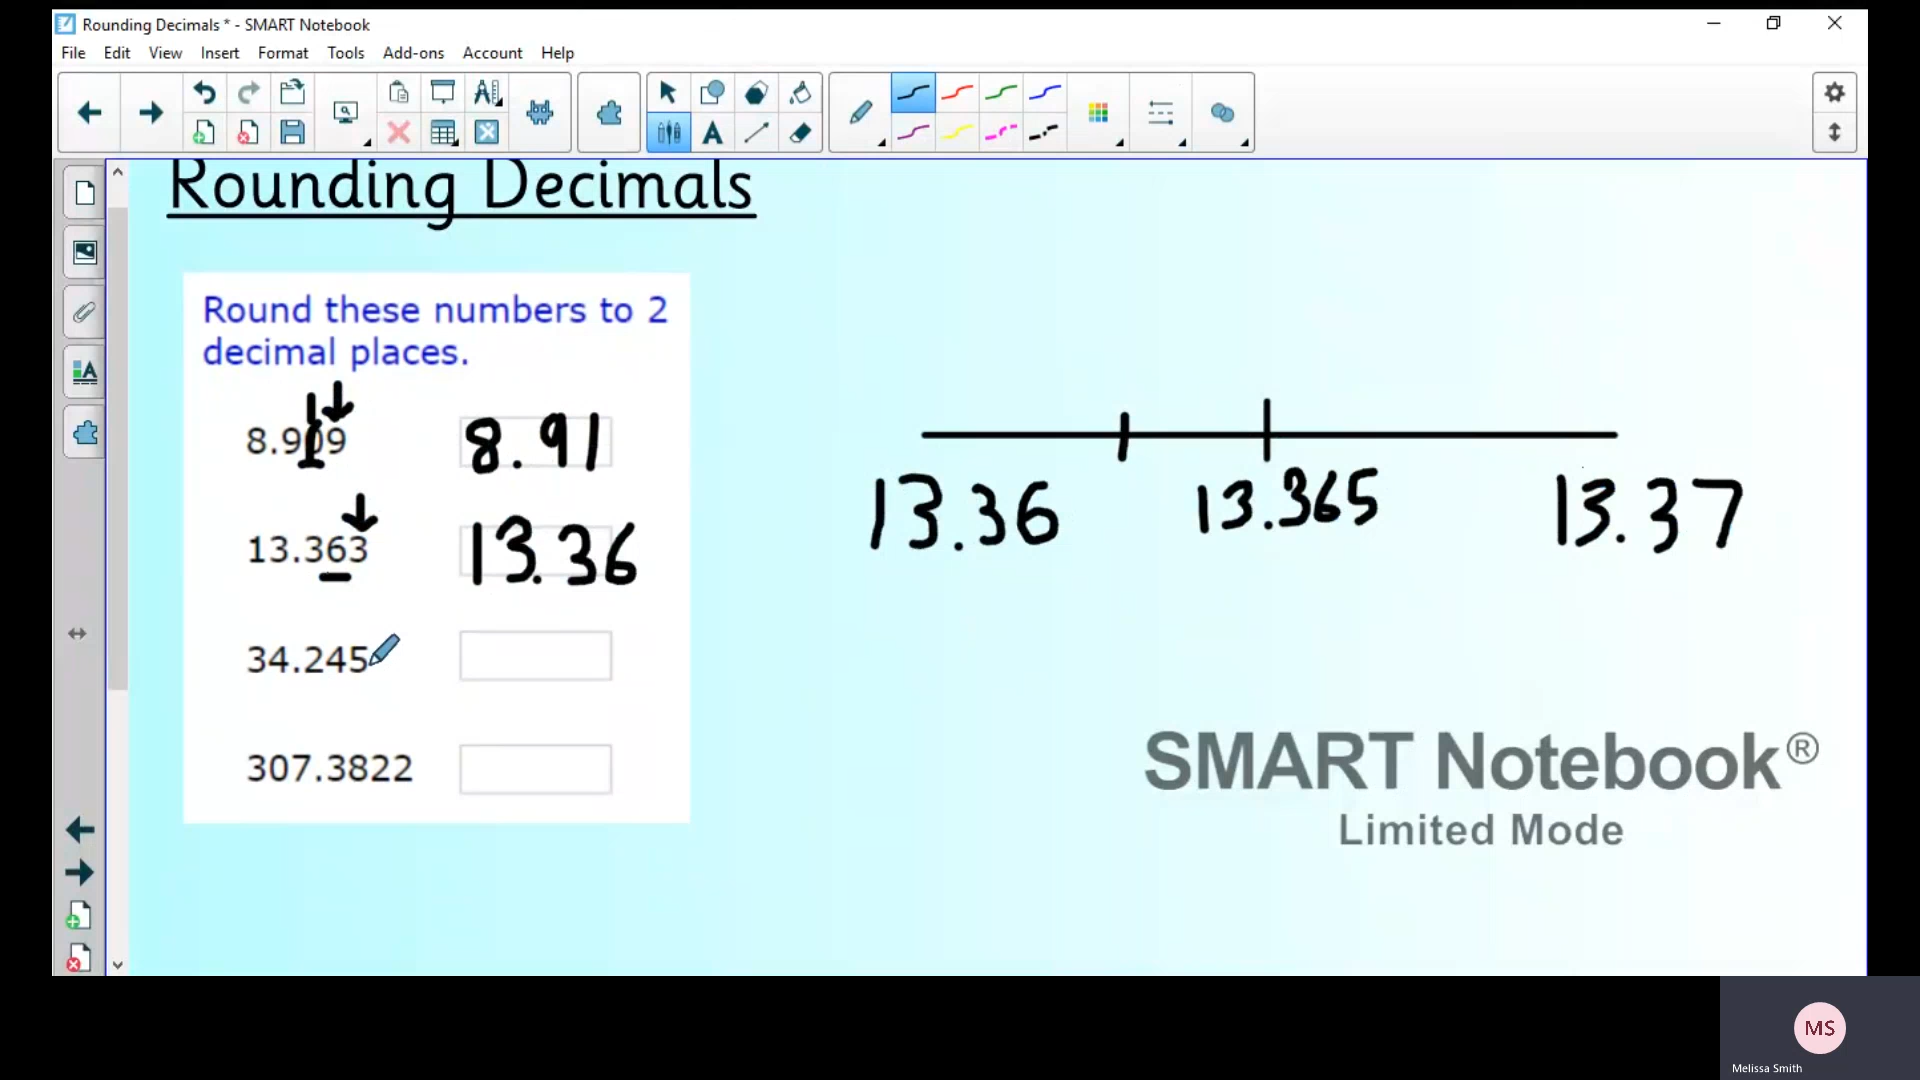 Rounding Decimals * - SMART Notebook
File Edit View Insert Format Tools Add-ons Account Help
Rounding Decimals
Round these numbers to 2
decimal places.
8.909 8.91
13.363 13.36
13.36 13.365 13.37
34.245
307.3822
SMART Notebook®
Limited Mode
MS
Melissa Smith